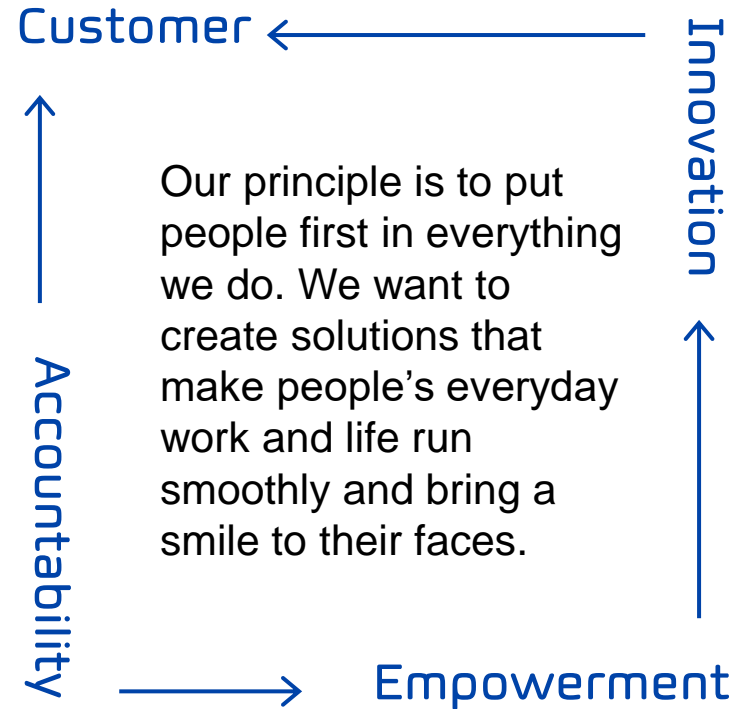 Customer
Innovation
Our principle is to put
people first in everything
we do. We want to
create solutions that
make people’s everyday
work and life run
smoothly and bring a
smile to their faces.
Accountability
Empowerment